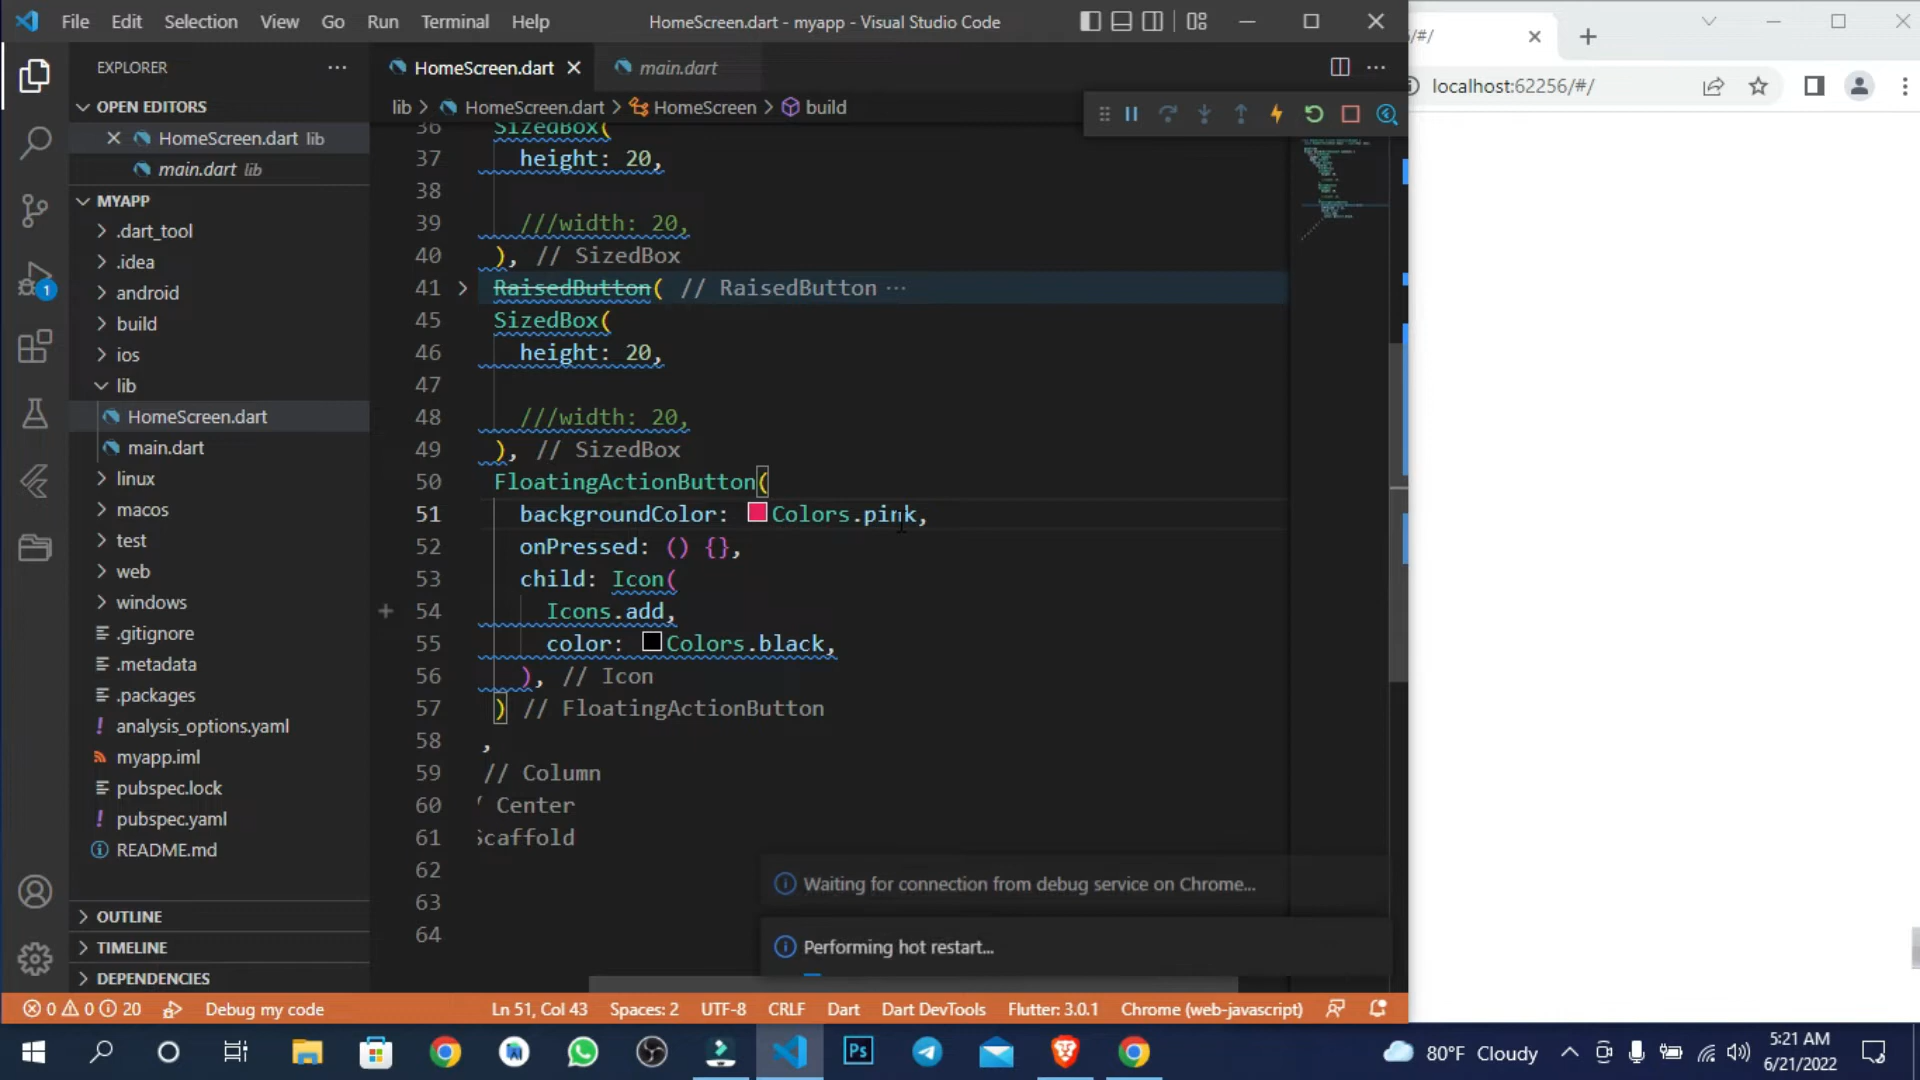 File Edit Selection View Go Run Terminal Help
HomeScreen.dart - myapp - Visual Studio Code
EXPLORER
OPEN EDITORS
HomeScreen.dart lib
main.dart lib
MYAPP
.dart_tool
.idea
android
build
ios
lib
HomeScreen.dart
main.dart
linux
macos
test
web
windows
.gitignore
.metadata
.packages
analysis_options.yaml
myapp.iml
pubspec.lock
pubspec.yaml
README.md
OUTLINE
TIMELINE
DEPENDENCIES
1
HomeScreen.dart
main.dart
lib > HomeScreen.dart > HomeScreen > build
36 SizedBox(
37 height: 20,
38
39 ///width: 20,
40 ), // SizedBox
41 RaisedButton( // RaisedButton ···
45 SizedBox(
46 height: 20,
47
48 ///width: 20,
49 ), // SizedBox
50 FloatingActionButton(
51 backgroundColor: Colors.pink,
52 onPressed: () {},
53 child: Icon(
54 Icons.add,
55 color: Colors.black,
56 ), // Icon
57 ) // FloatingActionButton
58 ,
59 // Column
60 / Center
61 Scaffold
62
63
64
Waiting for connection from debug service on Chrome...
Performing hot restart...
0 0 20 Debug my code Ln 51, Col 43 Spaces: 2 UTF-8 CRLF Dart Dart DevTools Flutter: 3.0.1 Chrome (web-javascript)
/#/
localhost:62256/#/
Ps
80°F Cloudy
5:21 AM
6/21/2022